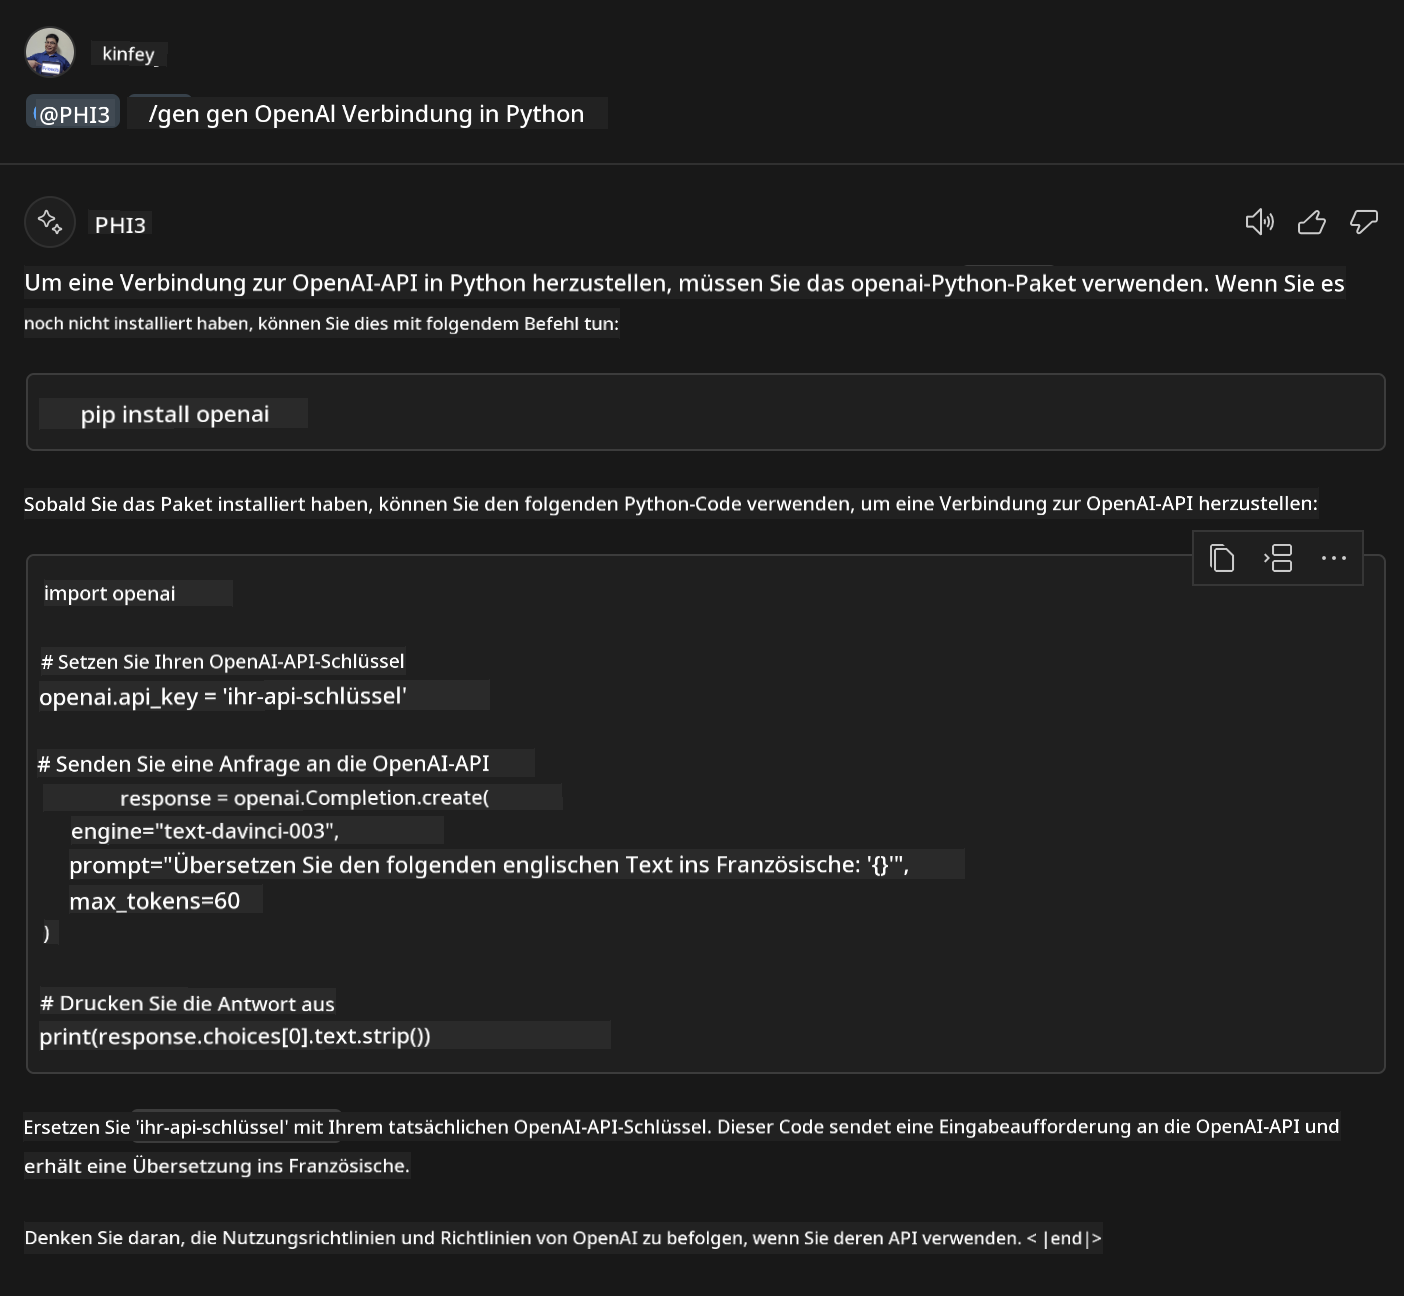 kinfey_
@PHI3 /gen gen OpenAI Verbindung in Python
PHI3
Um eine Verbindung zur OpenAI-API in Python herzustellen, müssen Sie das openai-Python-Paket verwenden. Wenn Sie es
noch nicht installiert haben, können Sie dies mit folgendem Befehl tun:
pip install openai
Sobald Sie das Paket installiert haben, können Sie den folgenden Python-Code verwenden, um eine Verbindung zur OpenAI-API herzustellen:
import openai
# Setzen Sie Ihren OpenAI-API-Schlüssel
openai.api_key = 'ihr-api-schlüssel'
# Senden Sie eine Anfrage an die OpenAI-API
response = openai.Completion.create(
engine="text-davinci-003",
prompt="Übersetzen Sie den folgenden englischen Text ins Französische: '{}'",
max_tokens=60
)
# Drucken Sie die Antwort aus
print(response.choices[0].text.strip())
Ersetzen Sie 'ihr-api-schlüssel' mit Ihrem tatsächlichen OpenAI-API-Schlüssel. Dieser Code sendet eine Eingabeaufforderung an die OpenAI-API und
erhält eine Übersetzung ins Französische.
Denken Sie daran, die Nutzungsrichtlinien und Richtlinien von OpenAI zu befolgen, wenn Sie deren API verwenden. < |end|>